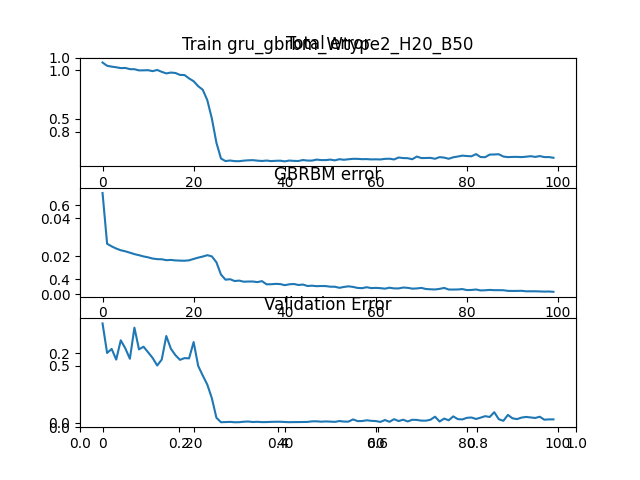 Train gru_gbrbm_Wtype2_H20_B50
Total error
1.0
1.0
0.5
0.8
0 20 40 60 80 100
GBRBM error
0.6
0.04
0.02
0.4
0.00
0 20 40 60 80 100
Validation Error
0.2
0.5
0.0
0.0
0.0 0 0.2 20 0.4 40 0.6 60 0.8 80 100 1.0